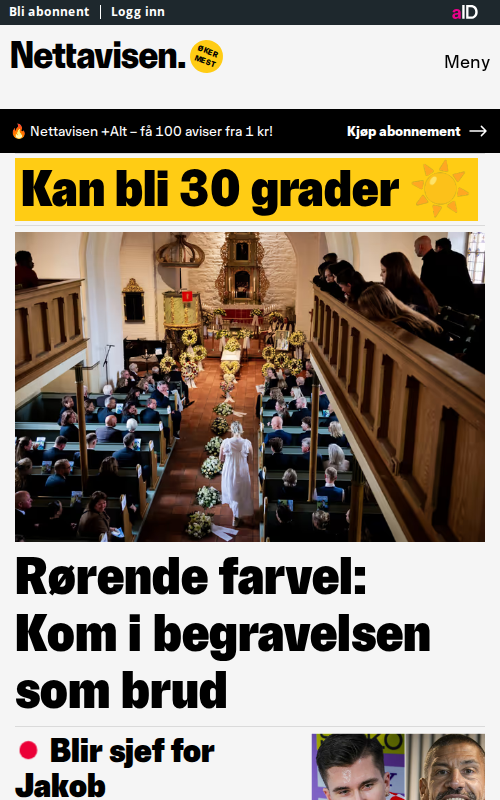 Bli abonnent | Logg inn
aID
Nettavisen.
ØKER
MEST
Meny
🔥 Nettavisen +Alt – få 100 aviser fra 1 kr!
Kjøp abonnement →
Kan bli 30 grader
Rørende farvel:
Kom i begravelsen
som brud
Blir sjef for
Jakob